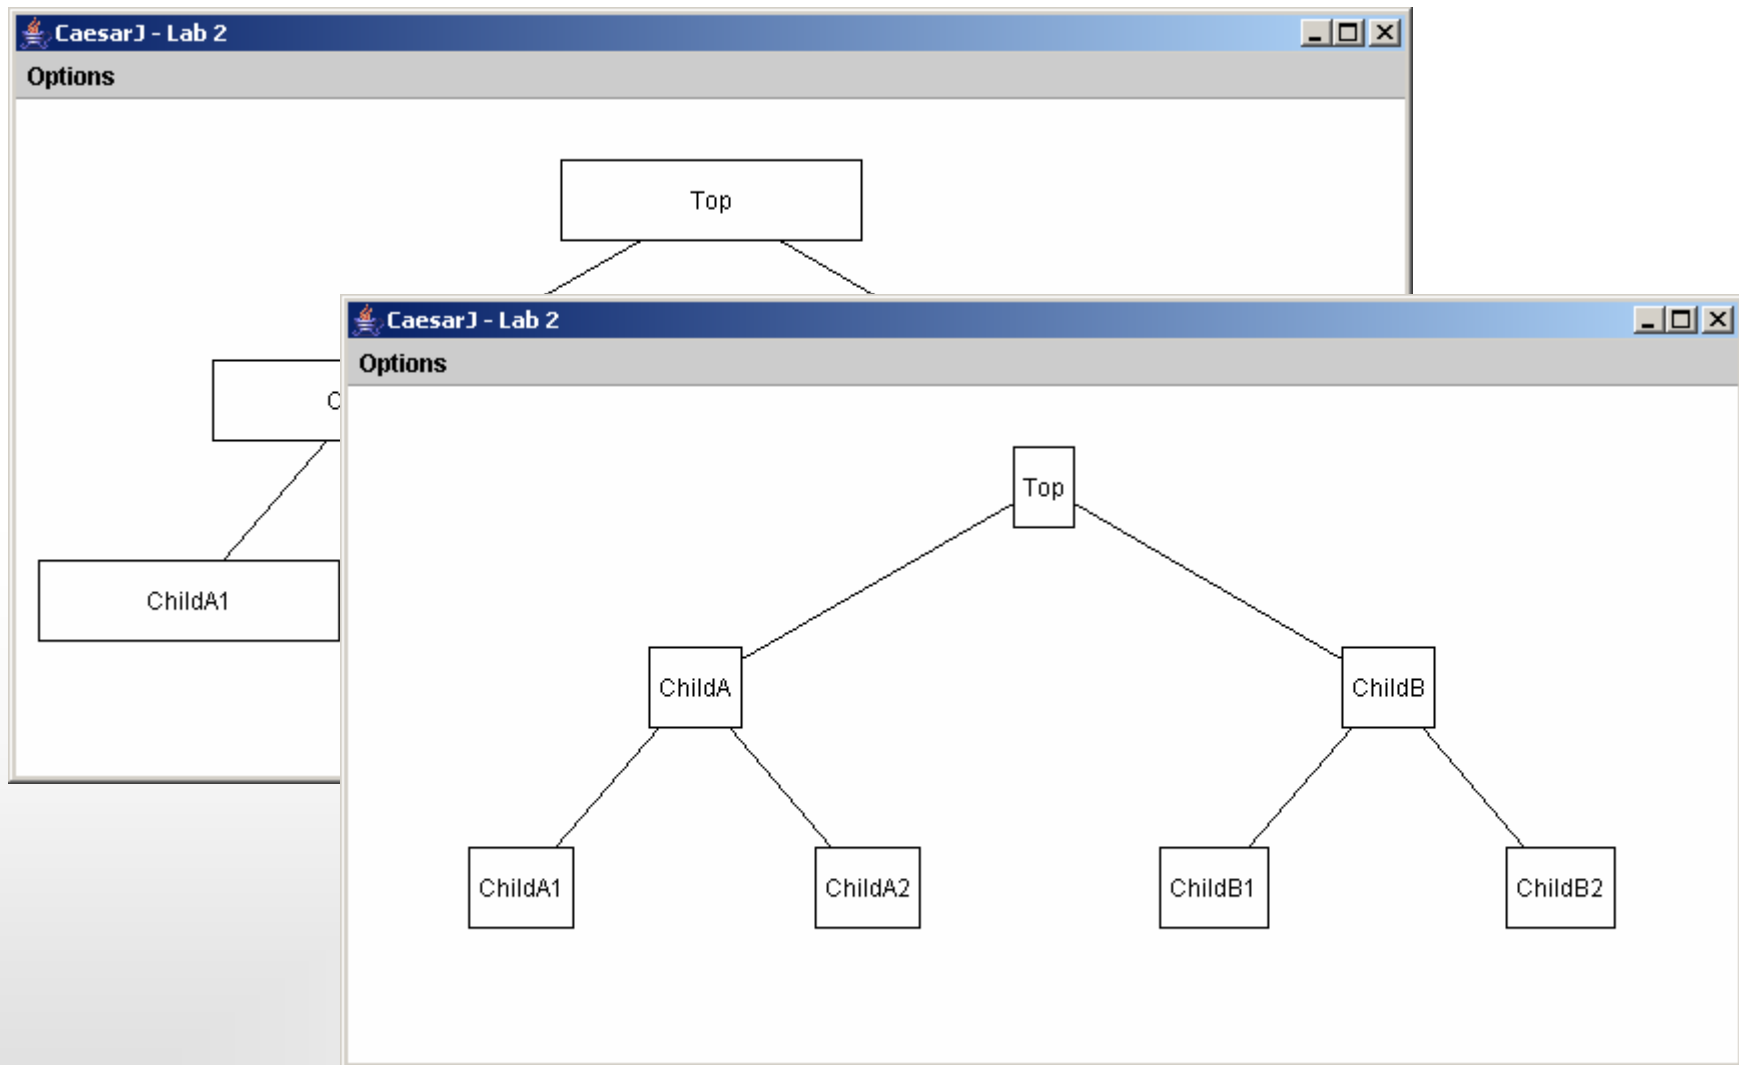 CaesarJ - Lab 2
Options
Top
ChildA1
CaesarJ - Lab 2
Options
Top
ChildA
ChildB
ChildA1
ChildA2
ChildB1
ChildB2